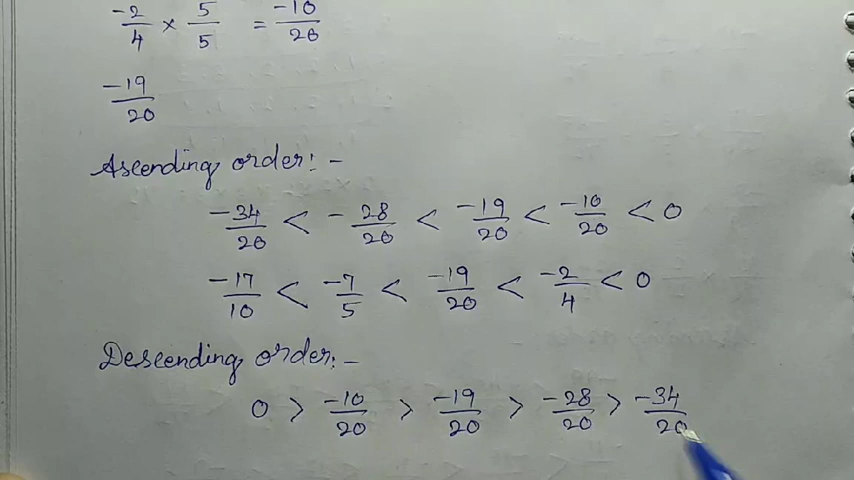 -2/4 × 5/5 = -10/20
-19/20
Ascending order:-
-34/20 < -28/20 < -19/20 < -10/20 < 0
-17/10 < -7/5 < -19/20 < -2/4 < 0
Descending order:-
0 > -10/20 > -19/20 > -28/20 > -34/20